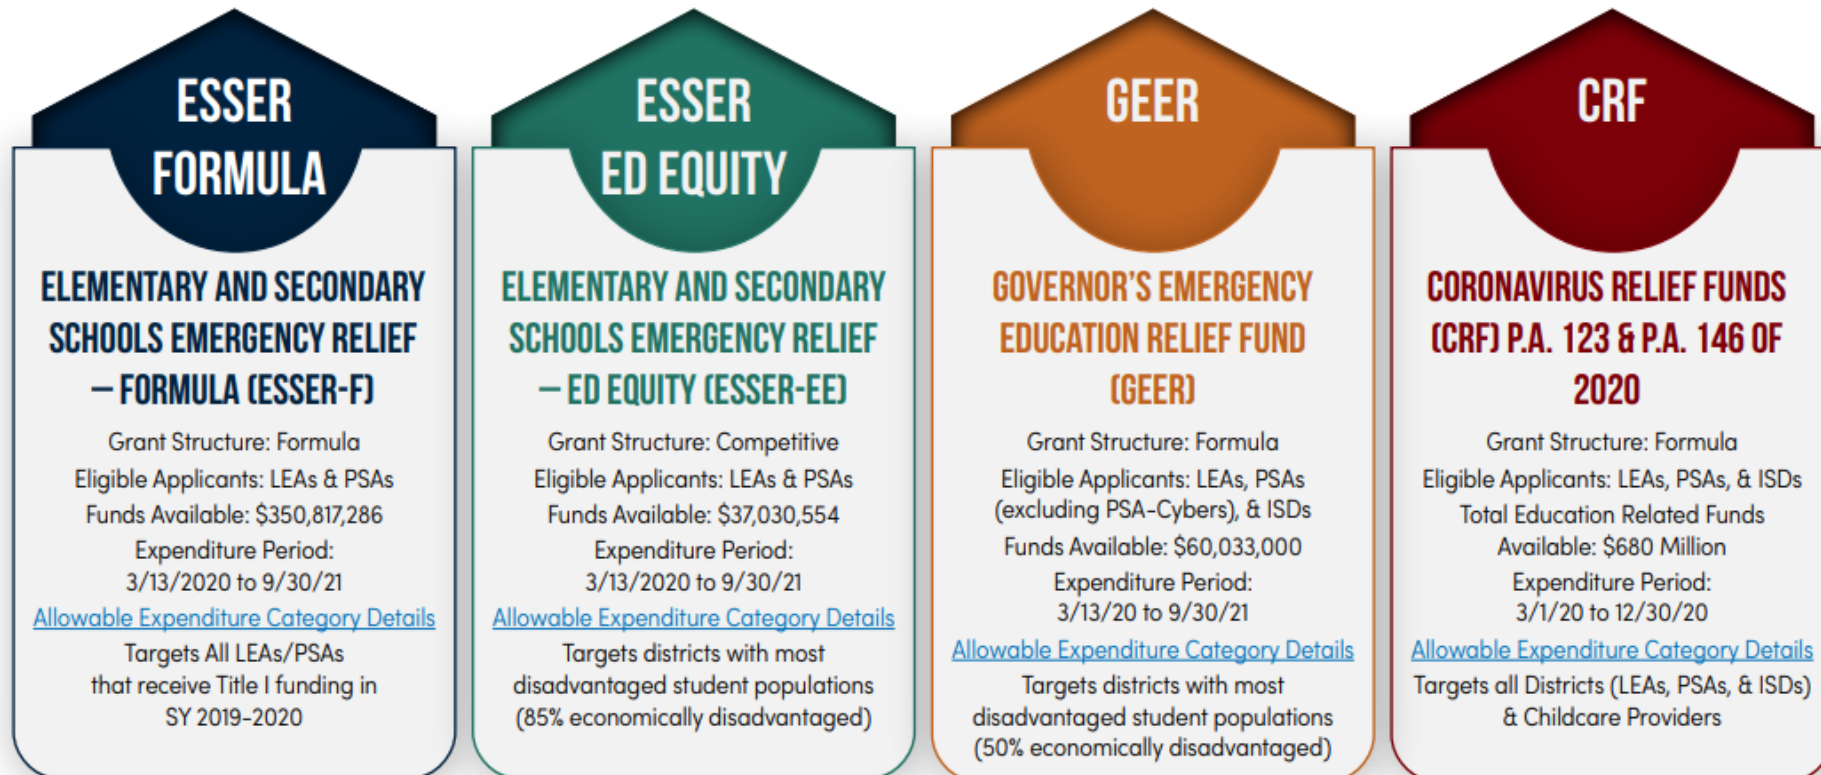 ESSER
FORMULA
ELEMENTARY AND SECONDARY
SCHOOLS EMERGENCY RELIEF
– FORMULA (ESSER-F)
Grant Structure: Formula
Eligible Applicants: LEAs & PSAs
Funds Available: $350,817,286
Expenditure Period:
3/13/2020 to 9/30/21
Allowable Expenditure Category Details
Targets All LEAs/PSAs
that receive Title I funding in
SY 2019-2020
ESSER
ED EQUITY
ELEMENTARY AND SECONDARY
SCHOOLS EMERGENCY RELIEF
– ED EQUITY (ESSER-EE)
Grant Structure: Competitive
Eligible Applicants: LEAs & PSAs
Funds Available: $37,030,554
Expenditure Period:
3/13/2020 to 9/30/21
Allowable Expenditure Category Details
Targets districts with most
disadvantaged student populations
(85% economically disadvantaged)
GEER
GOVERNOR'S EMERGENCY
EDUCATION RELIEF FUND
(GEER)
Grant Structure: Formula
Eligible Applicants: LEAs, PSAs
(excluding PSA-Cybers), & ISDs
Funds Available: $60,033,000
Expenditure Period:
3/13/20 to 9/30/21
Allowable Expenditure Category Details
Targets districts with most
disadvantaged student populations
(50% economically disadvantaged)
CRF
CORONAVIRUS RELIEF FUNDS
(CRF) P.A. 123 & P.A. 146 OF
2020
Grant Structure: Formula
Eligible Applicants: LEAs, PSAs, & ISDs
Total Education Related Funds
Available: $680 Million
Expenditure Period:
3/1/20 to 12/30/20
Allowable Expenditure Category Details
Targets all Districts (LEAs, PSAs, & ISDs)
& Childcare Providers